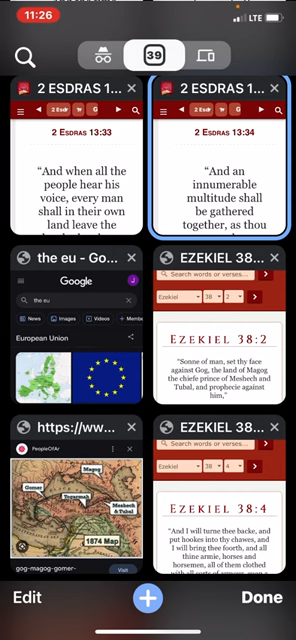 11:26
LTE
39
2 ESDRAS 1...
2 Esdr
G
2 ESDRAS 13:33
“And when all the
people hear his
voice, every man
shall in their own
land leave the
2 ESDRAS 1...
2 Esdr
G
2 ESDRAS 13:34
“And an
innumerable
multitude shall
be gathered
together, as thou
the eu - Go...
Google
J
the eu
News
Images
Videos
European Union
EZEKIEL 38...
Search words or verses...
Ezekiel
38
2
EZEKIEL 38:2
“Sonne of man, set thy face
against Gog, the land of Magog
the chiefe prince of Meshech and
Tubal, and prophecie against
him,”
https://ww...
PeopleOfAr
Magog
Gomer
Togarmah
Meshech
& Tubal
1874 Map
gog-magog-gomer-
Visit
EZEKIEL 38...
Search words or verses...
Ezekiel
38
4
EZEKIEL 38:4
“And I will turne thee backe, and
put hookes into thy chawes, and
I will bring thee foorth, and all
thine armie, horses and
horsemen, all of them clothed
Edit
Done